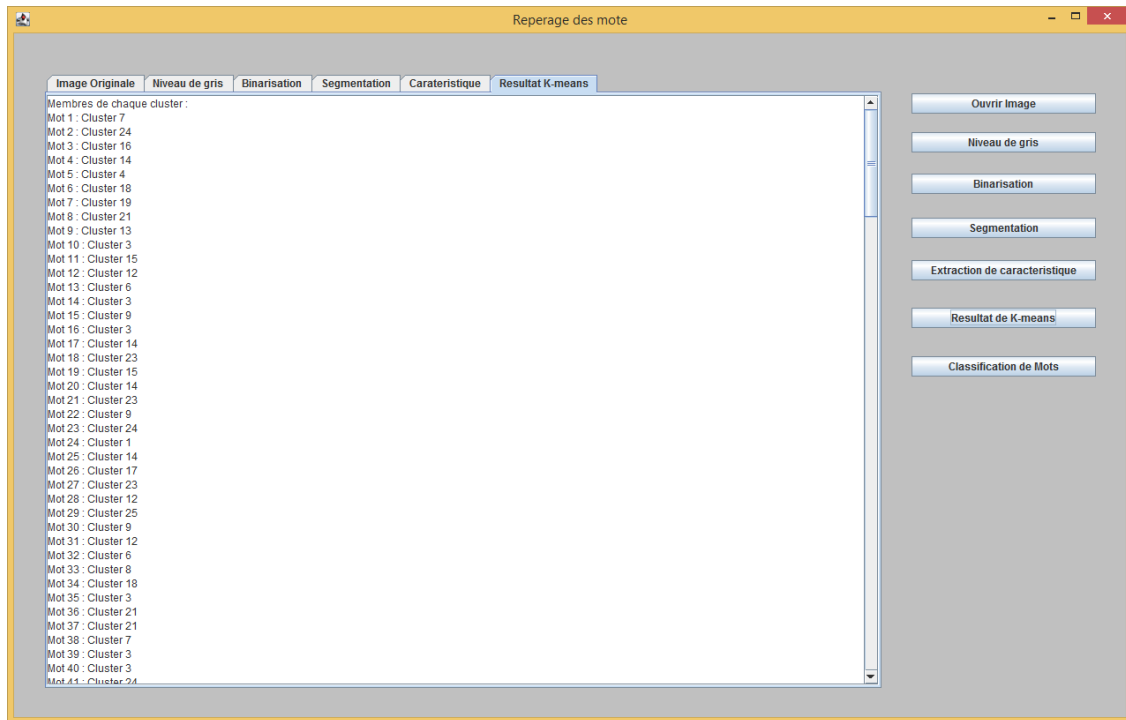 Reperage des mote
Image Originale
Niveau de gris
Binarisation
Segmentation
Carateristique
Resultat K-means
Membres de chaque cluster :
Mot 1 : Cluster 7
Mot 2 : Cluster 24
Mot 3 : Cluster 16
Mot 4 : Cluster 14
Mot 5 : Cluster 4
Mot 6 : Cluster 18
Mot 7 : Cluster 19
Mot 8 : Cluster 21
Mot 9 : Cluster 13
Mot 10 : Cluster 3
Mot 11 : Cluster 15
Mot 12 : Cluster 12
Mot 13 : Cluster 6
Mot 14 : Cluster 3
Mot 15 : Cluster 9
Mot 16 : Cluster 3
Mot 17 : Cluster 14
Mot 18 : Cluster 23
Mot 19 : Cluster 15
Mot 20 : Cluster 14
Mot 21 : Cluster 23
Mot 22 : Cluster 9
Mot 23 : Cluster 24
Mot 24 : Cluster 1
Mot 25 : Cluster 14
Mot 26 : Cluster 17
Mot 27 : Cluster 23
Mot 28 : Cluster 12
Mot 29 : Cluster 25
Mot 30 : Cluster 9
Mot 31 : Cluster 12
Mot 32 : Cluster 6
Mot 33 : Cluster 8
Mot 34 : Cluster 18
Mot 35 : Cluster 3
Mot 36 : Cluster 21
Mot 37 : Cluster 21
Mot 38 : Cluster 7
Mot 39 : Cluster 3
Mot 40 : Cluster 3
Mot 41 : Cluster 24
Ouvrir Image
Niveau de gris
Binarisation
Segmentation
Extraction de caracteristique
Resultat de K-means
Classification de Mots